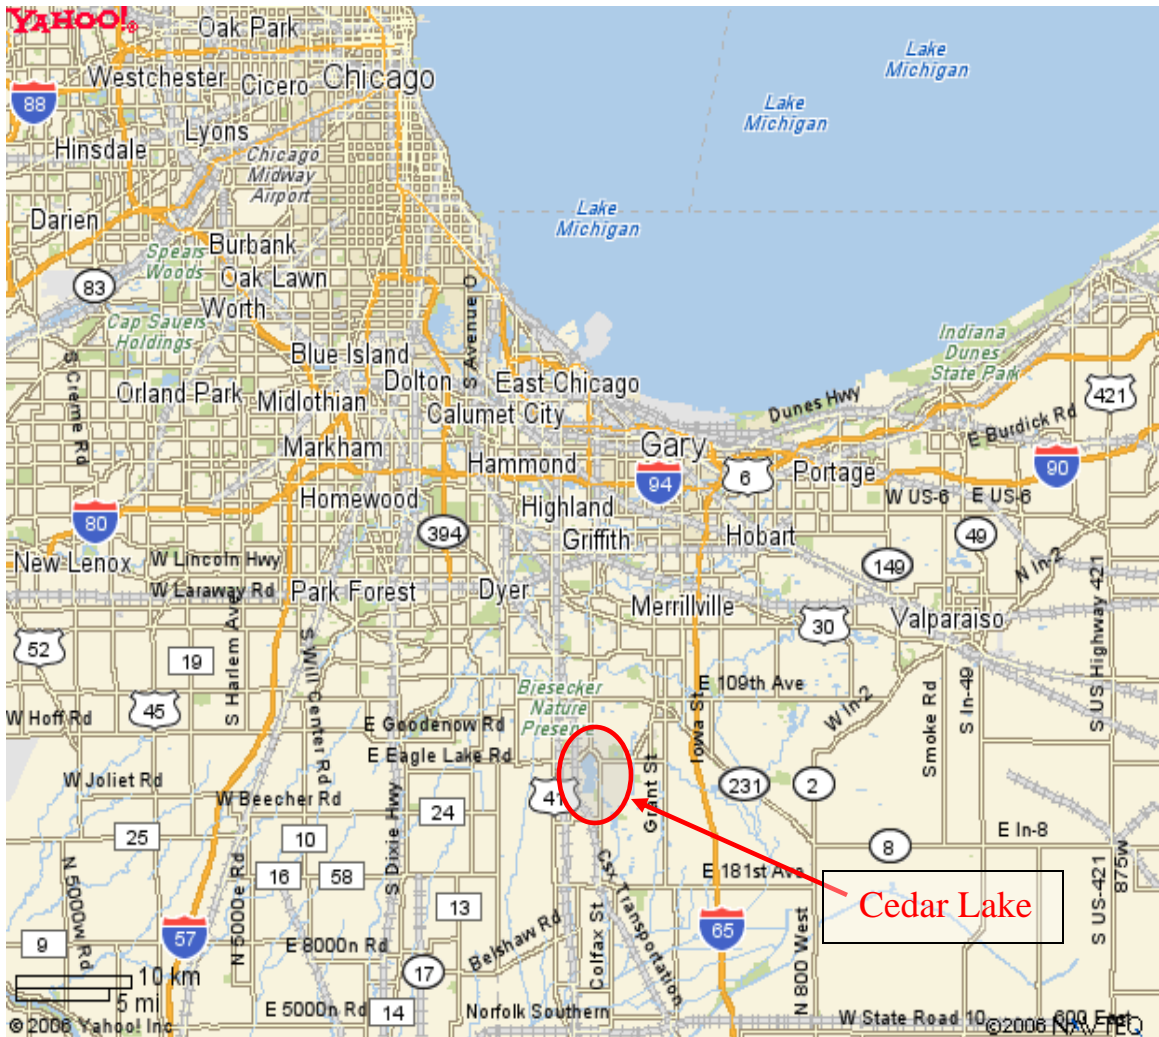 YAHOO!®
Oak Park
Lake
Michigan
Westchester
Cicero
Chicago
88
Lake
Michigan
Lyons
Hinsdale
Chicago
Midway
Airport
Darien
Lake
Michigan
Burbank
Spears
Woods
Oak Lawn
83
Worth
S Avenue O
Cap Sauers
Holdings
Indiana
Dunes
State Park
Blue Island
S Creme Rd
Orland Park
Dolton
East Chicago
Midlothian
Calumet City
Dunes Hwy
421
E Burdick Rd
Markham
Gary
Hammond
94
6
Portage
90
Homewood
Highland
W US-6
E US-6
80
394
Griffith
Hobart
49
New Lenox
W Lincoln Hwy
149
N In-2
W Laraway Rd
Park Forest
Dyer
Merrillville
30
Valparaiso
52
19
S Harlem Ave
S Will Center Rd
S US Highway 421
45
Biesecker
Nature
Preserve
E 109th Ave
W In-2
Smoke Rd
S In-49
W Hoff Rd
E Goodenow Rd
Iowa St
E Eagle Lake Rd
W Joliet Rd
Grant St
231
2
W Beecher Rd
24
41
S Dixie Hwy
25
10
8
E In-8
16
58
Csx Transportation
E 181st Ave
875w
N 5000w Rd
N 5000e Rd
13
Cedar Lake
9
57
E 8000n Rd
Belshaw Rd
Colfax St
65
N 800 West
S US-421
10 km
17
5 mi
E 5000n Rd
14
Norfolk Southern
W State Road 10
600 East
© 2006 Yahoo! Inc
©2006 NAVTEQ